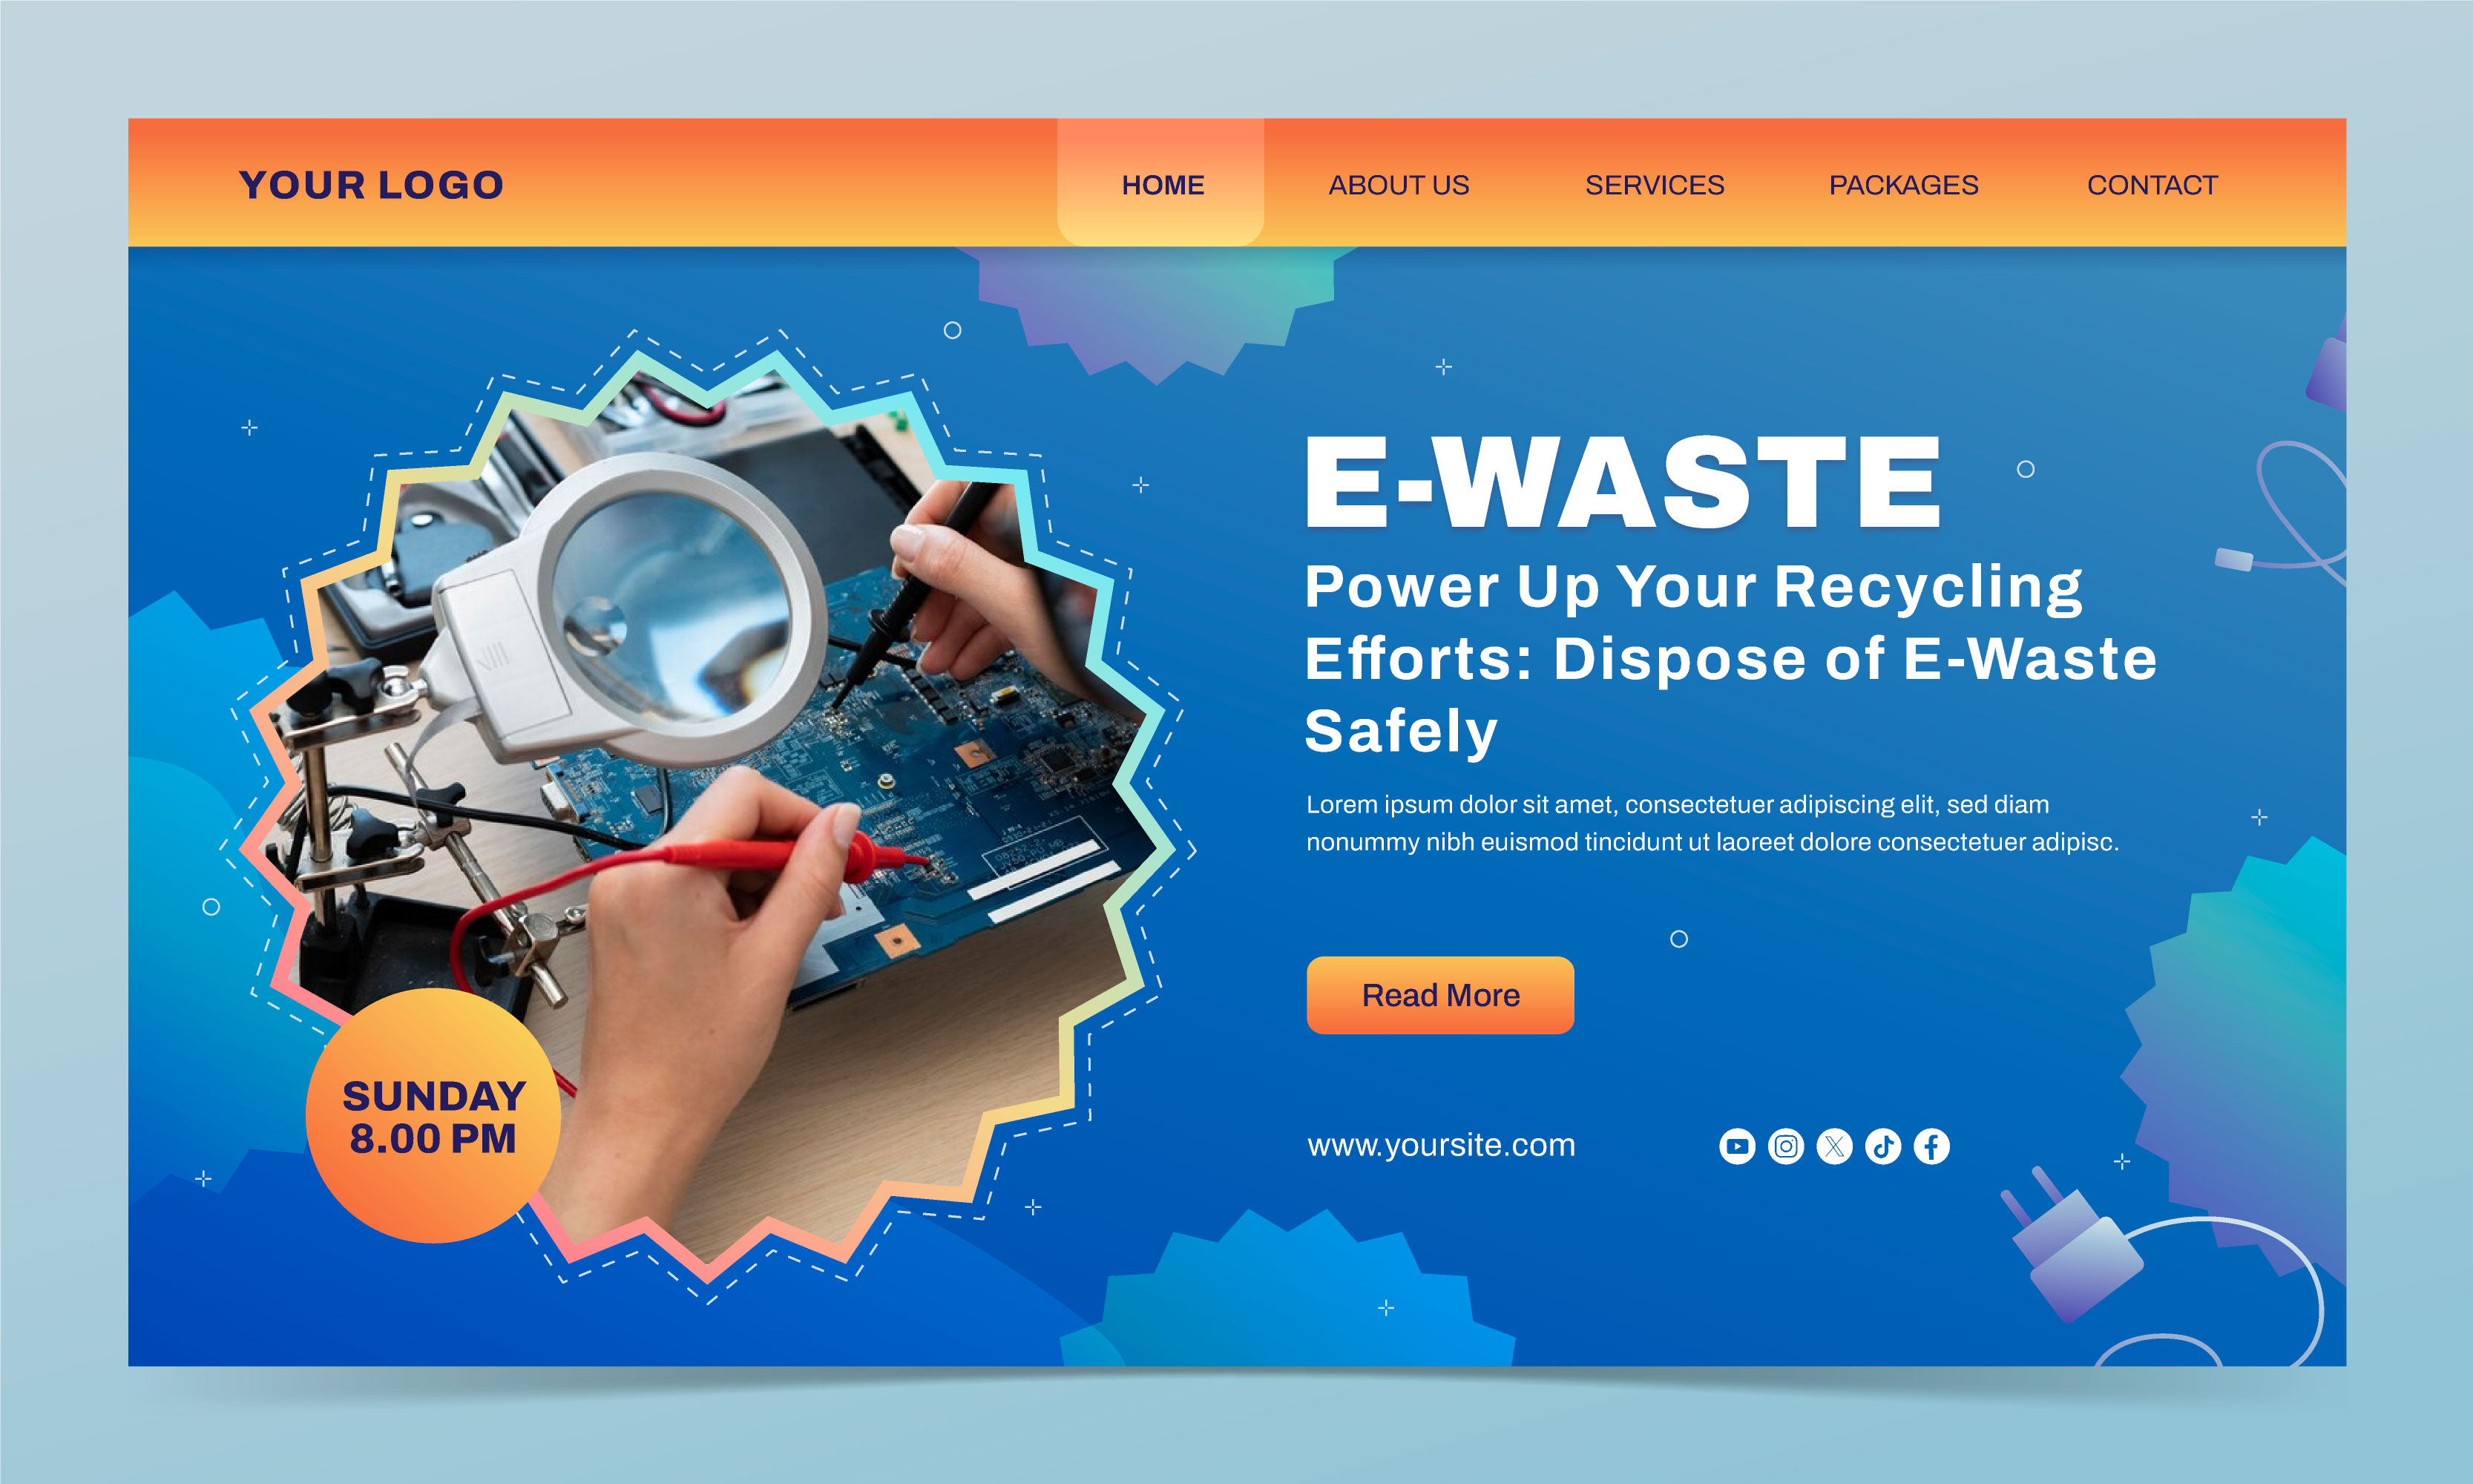 YOUR LOGO
HOME
ABOUT US
SERVICES
PACKAGES
CONTACT
E-WASTE
Power Up Your Recycling
Efforts: Dispose of E-Waste
Safely
Lorem ipsum dolor sit amet, consectetuer adipiscing elit, sed diam
nonummy nibh euismod tincidunt ut laoreet dolore consectetuer adipisc.
Read More
SUNDAY
8.00 PM
www.yoursite.com